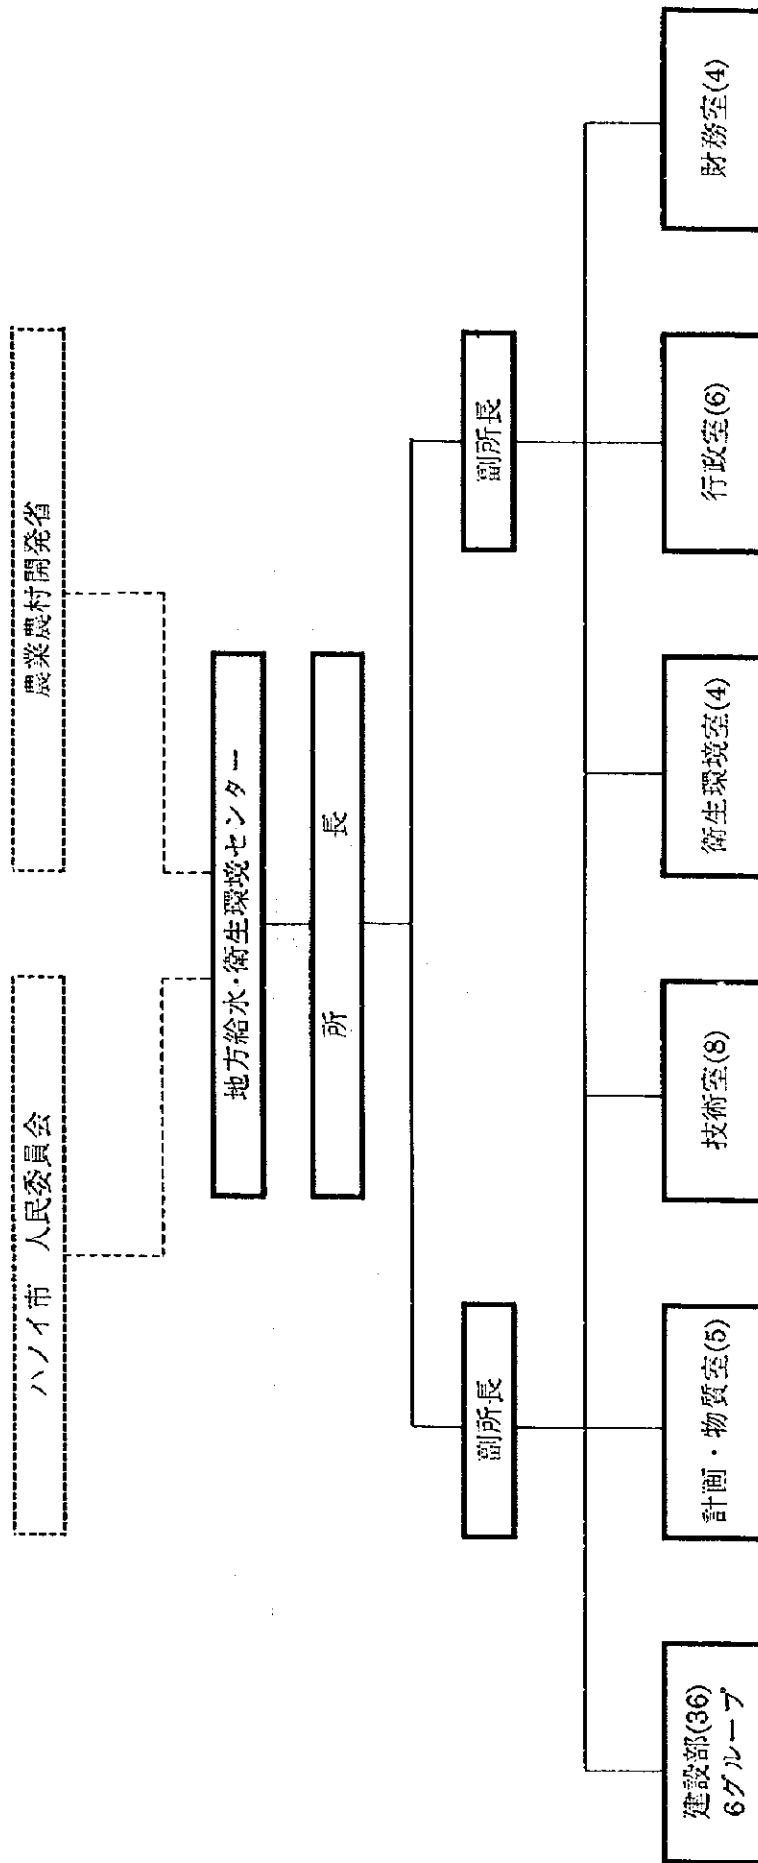 ハノイ市 人民委員会
農業農村開発省
地方給水・衛生環境センター
所 長
副所長
副所長
建設部(36)
6グループ
計画・物質室(5)
技術室(8)
衛生環境室(4)
行政室(6)
財務室(4)